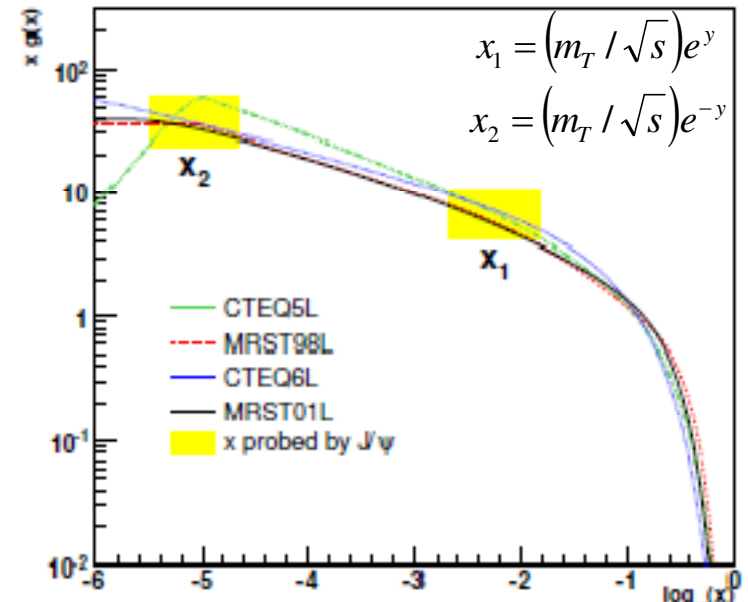 x g(x)
x₁ = (m_T / √s) e^y
x₂ = (m_T / √s) e^{-y}
10²
10
1
10⁻¹
10⁻²
x₂
x₁
CTEQ5L
MRST98L
CTEQ6L
MRST01L
x probed by J/ψ
-6 -5 -4 -3 -2 -1 0
log (x)